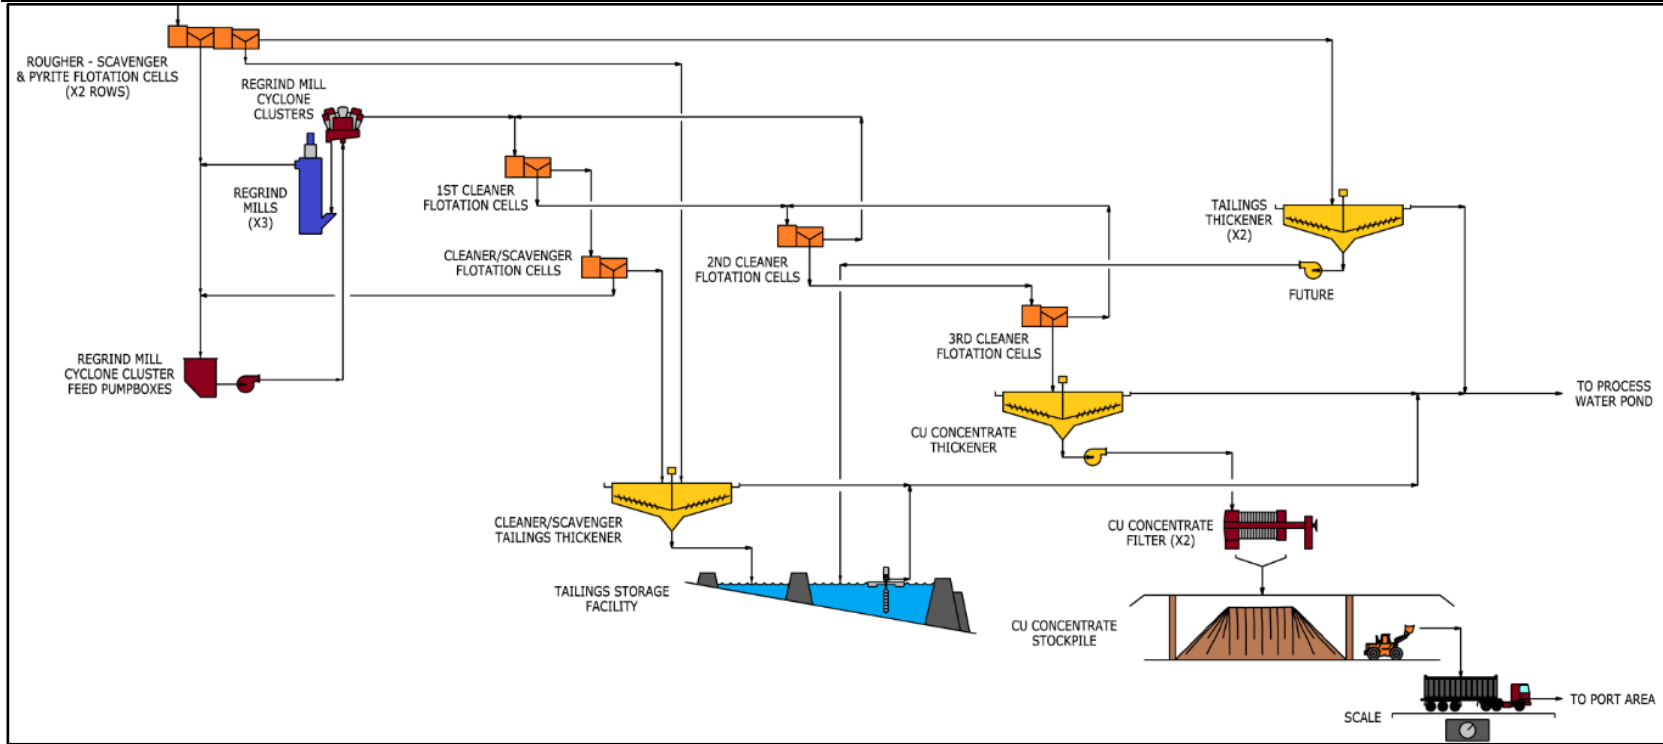 ROUGHER - SCAVENGER
& PYRITE FLOTATION CELLS
(X2 ROWS)
REGRIND MILL
CYCLONE
CLUSTERS
REGRIND
MILLS
(X3)
1ST CLEANER
FLOTATION CELLS
CLEANER/SCAVENGER
FLOTATION CELLS
2ND CLEANER
FLOTATION CELLS
TAILINGS
THICKENER
(X2)
FUTURE
3RD CLEANER
FLOTATION CELLS
REGRIND MILL
CYCLONE CLUSTER
FEED PUMPBOXES
TO PROCESS
WATER POND
CU CONCENTRATE
THICKENER
CLEANER/SCAVENGER
TAILINGS THICKENER
CU CONCENTRATE
FILTER (X2)
TAILINGS STORAGE
FACILITY
CU CONCENTRATE
STOCKPILE
TO PORT AREA
SCALE